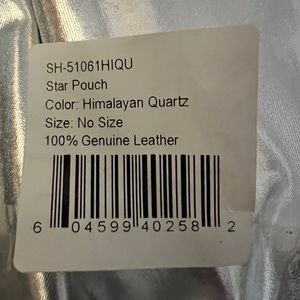 SH-51061HIQU
Star Pouch
Color: Himalayan Quartz
Size: No Size
100% Genuine Leather
6 04599 40258 2